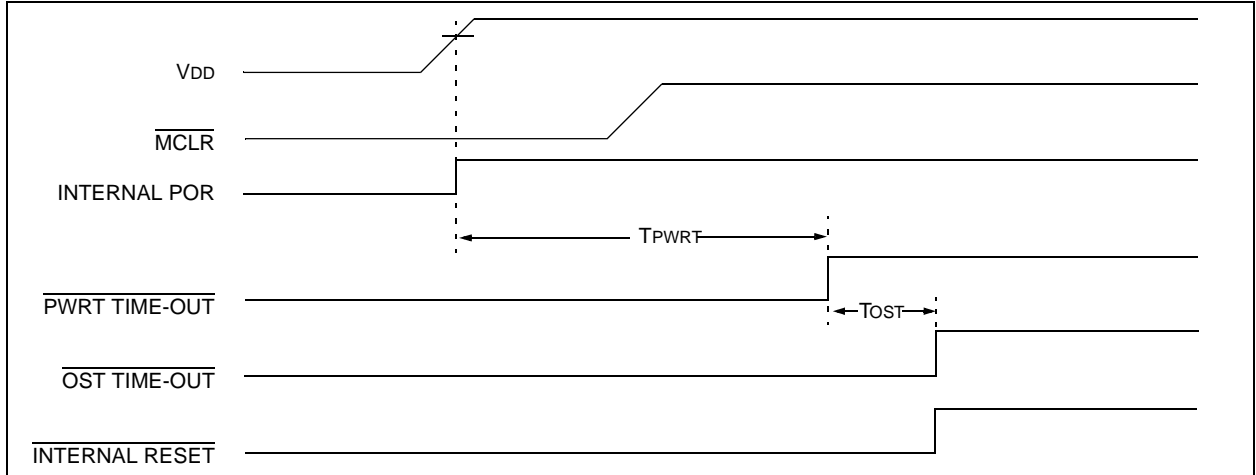 VDD
MCLR
INTERNAL POR
TPWRT
PWRT TIME-OUT
TOST
OST TIME-OUT
INTERNAL RESET